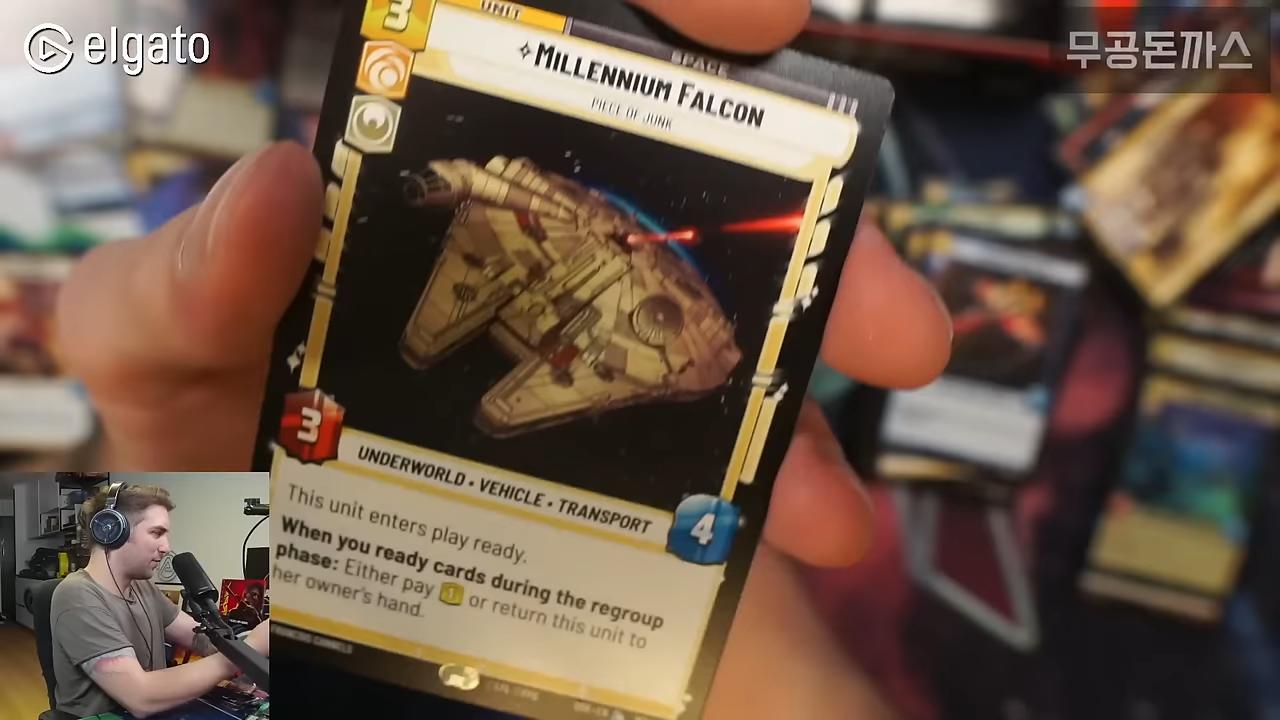 elgato
무공돈까스
3
UNIT
SPACE
MILLENNIUM FALCON
PIECE OF JUNK
3
UNDERWORLD • VEHICLE • TRANSPORT
4
This unit enters play ready.
When you ready cards during the regroup
phase: Either pay 1 or return this unit to
her owner's hand.